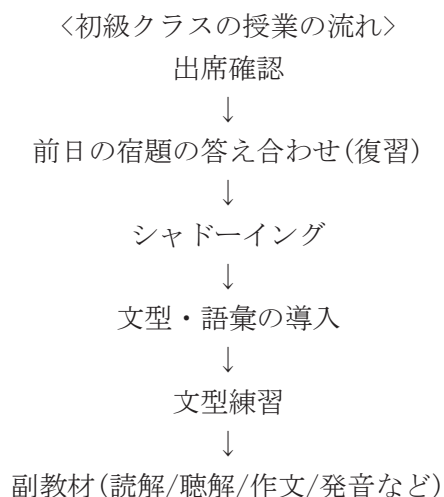 <初級クラスの授業の流れ>
出席確認
↓
前日の宿題の答え合わせ(復習)
↓
シャドーイング
↓
文型・語彙の導入
↓
文型練習
↓
副教材(読解/聴解/作文/発音など)